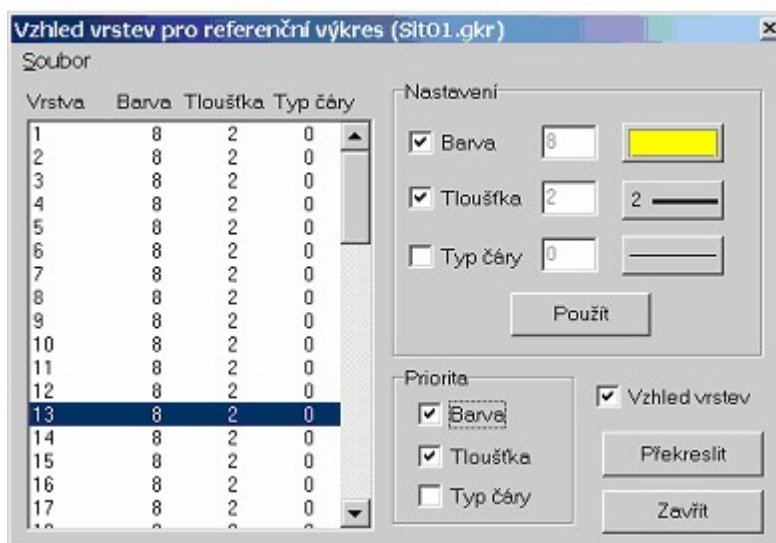 Vzhled vrstev pro referenční výkres (Sit01.gkr)
Soubor
Vrstva Barva Tloušťka Typ čáry
1 8 2 0
2 8 2 0
3 8 2 0
4 8 2 0
5 8 2 0
6 8 2 0
7 8 2 0
8 8 2 0
9 8 2 0
10 8 2 0
11 8 2 0
12 8 2 0
13 8 2 0
14 8 2 0
15 8 2 0
16 8 2 0
17 8 2 0
Nastavení
Barva 8
Tloušťka 2 2
Typ čáry 0
Použít
Priorita
Barva
Tloušťka
Typ čáry
Vzhled vrstev
Překreslit
Zavřít